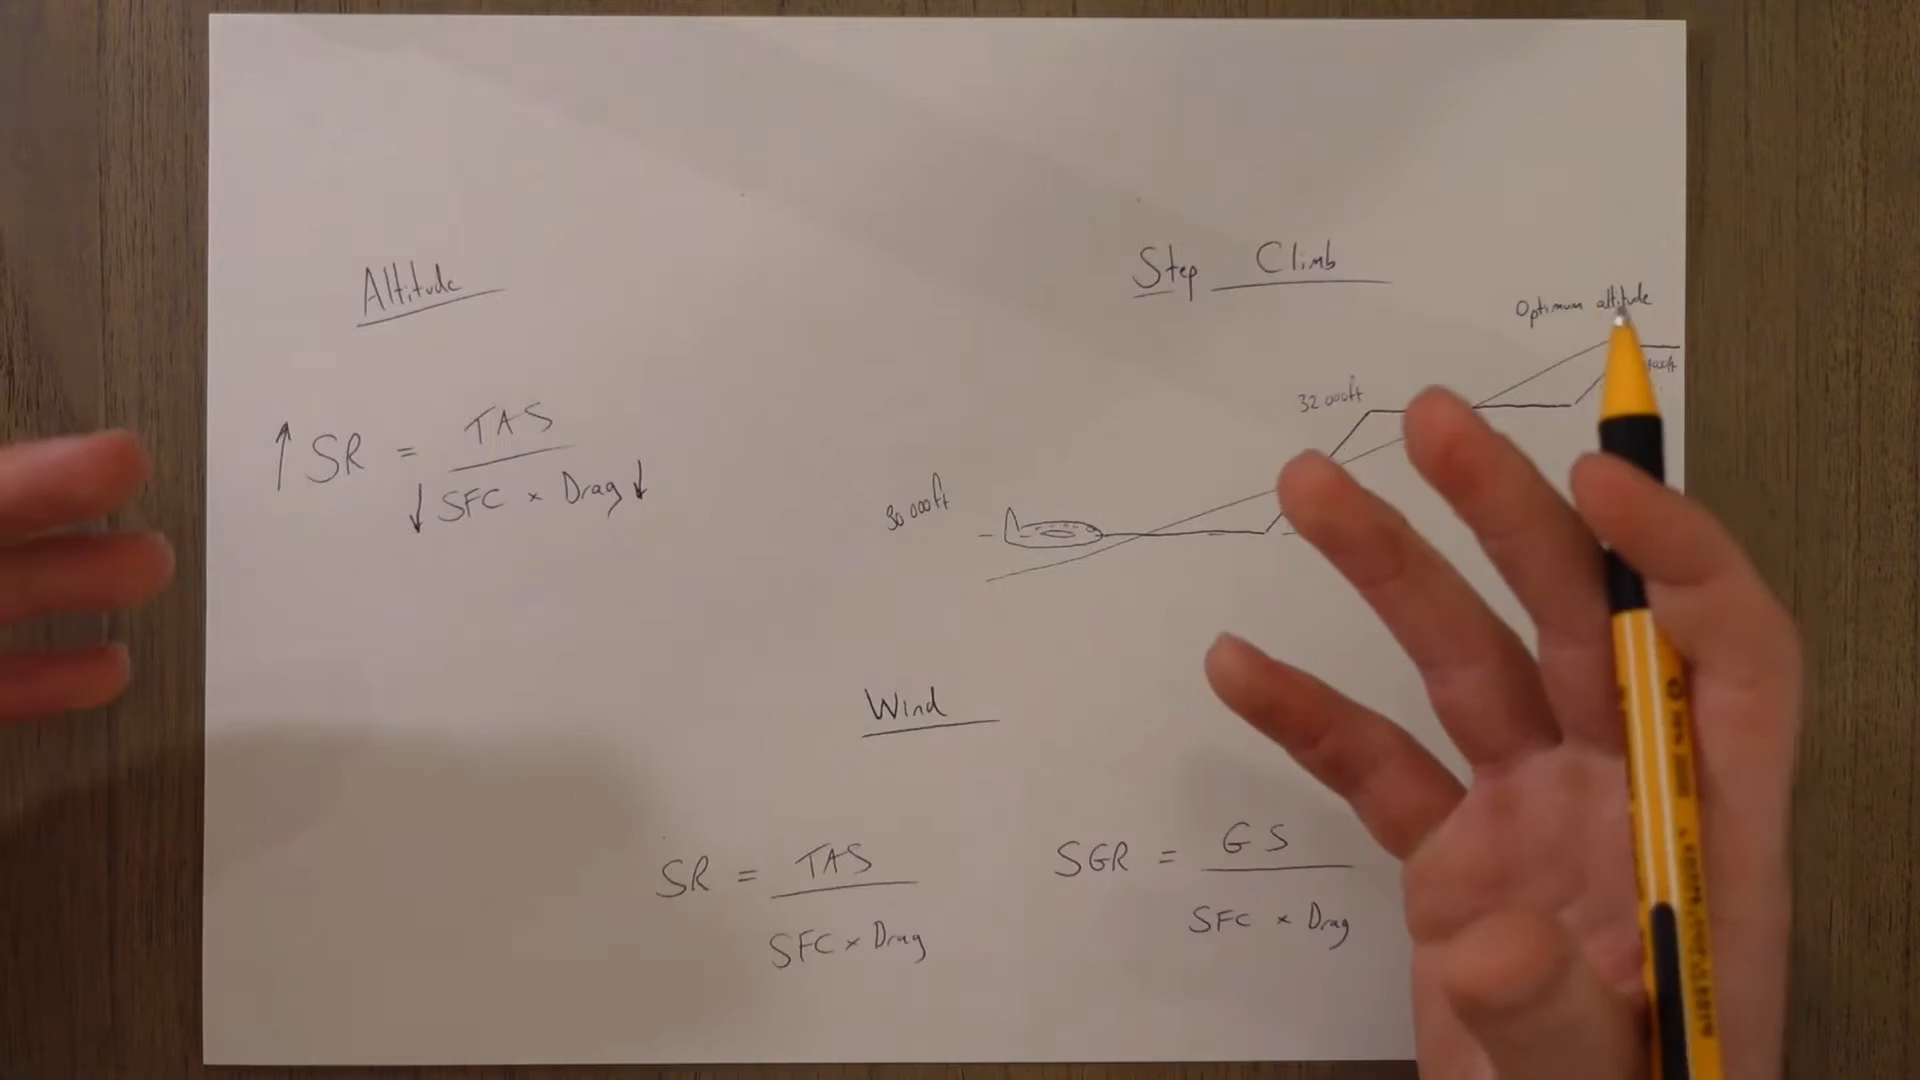 Altitude
↑ SR = TAS
↓ SFC × Drag ↓
Step Climb
Optimum altitude
32 000ft
30 000ft
Wind
SR = TAS
SFC × Drag
SGR = GS
SFC × Drag